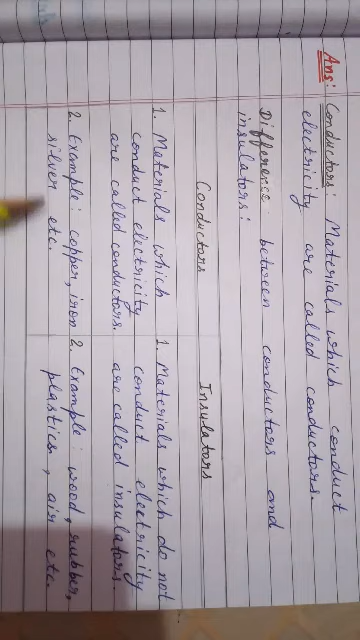 Ans: Conductors: Materials which conduct
electricity are called conductors.
Difference between conductors and
insulators:
Conductors Insulators
1. Materials which 1. Materials which do not
conduct electricity conduct electricity
are called conductors. are called insulators.
2. Example: copper, iron 2. Example: wood, rubber,
silver etc. plastics, air etc.